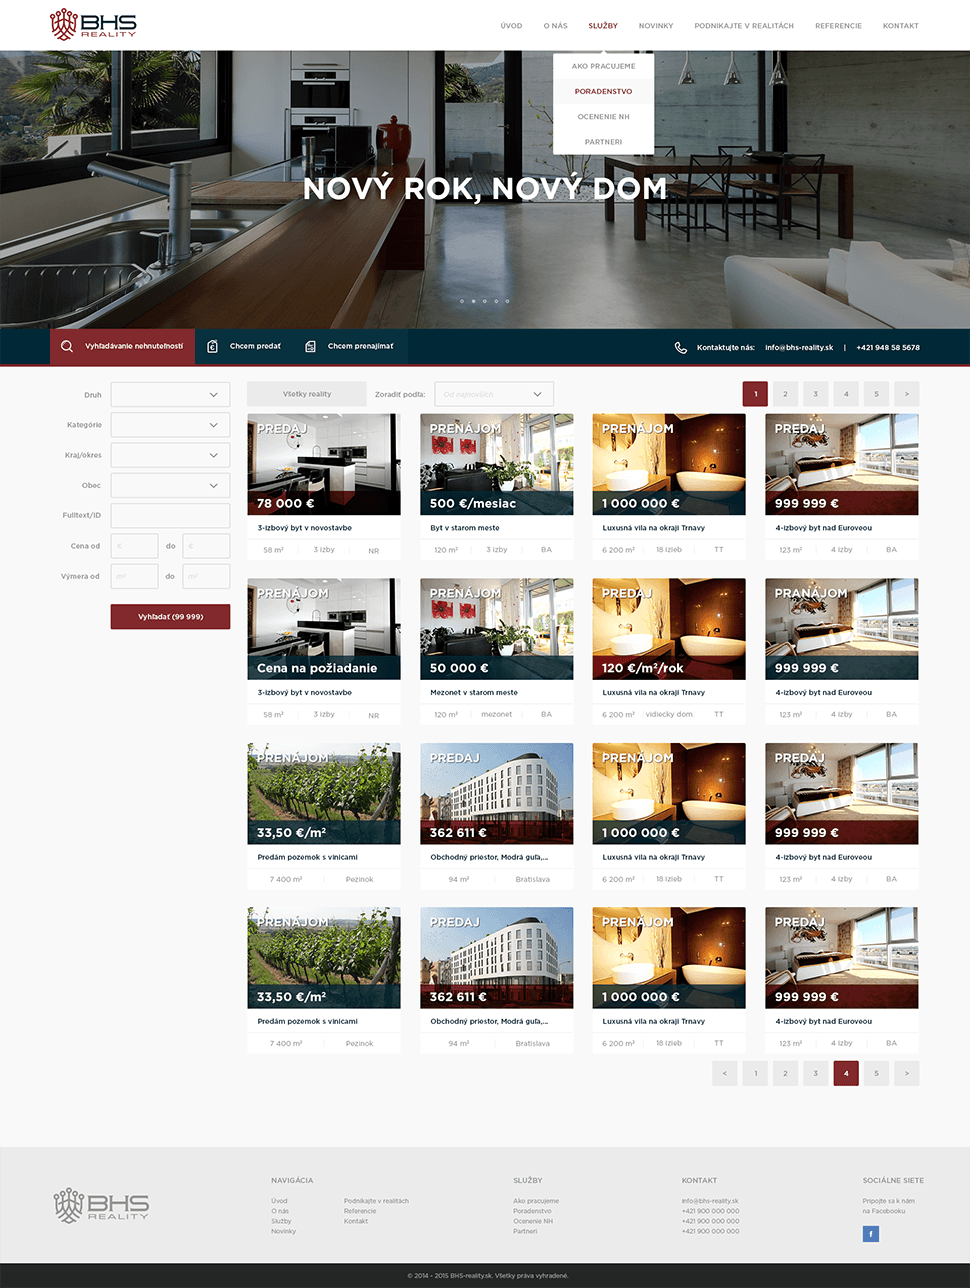 BHS
REALITY
ÚVOD O NÁS SLUŽBY NOVINKY PODNIKAJTE V REALITÁCH REFERENCIE KONTAKT
AKO PRACUJEME
PORADENSTVO
OCENENIE NH
PARTNERI
NOVÝ ROK, NOVÝ DOM
Vyhľadávanie nehnuteľností Chcem predať Chcem prenajímať Kontaktujte nás: info@bhs-reality.sk | +421 948 58 5678
Druh
Kategórie
Kraj/okres
Obec
Fulltext/ID
Cena od € do €
Výmera od m² do m²
Vyhľadať (99 999)
Všetky reality Zoradiť podľa: Od najnovších 1 2 3 4 5 >
PREDAJ PRENÁJOM PRENÁJOM PREDAJ
78 000 € 500 €/mesiac 1 000 000 € 999 999 €
3-izbový byt v novostavbe Byt v starom meste Luxusná vila na okraji Trnavy 4-izbový byt nad Euroveou
58 m² 3 izby NR 120 m² 3 izby BA 6 200 m² 18 izieb TT 123 m² 4 izby BA
PRENÁJOM PRENÁJOM PREDAJ PRANÁJOM
Cena na požiadanie 50 000 € 120 €/m²/rok 999 999 €
3-izbový byt v novostavbe Mezonet v starom meste Luxusná vila na okraji Trnavy 4-izbový byt nad Euroveou
58 m² 3 izby NR 120 m² mezonet BA 6 200 m² vidiecky dom TT 123 m² 4 izby BA
PRENÁJOM PREDAJ PRENÁJOM PREDAJ
33,50 €/m² 362 611 € 1 000 000 € 999 999 €
Predám pozemok s vinicami Obchodný priestor, Modrá guľa,... Luxusná vila na okraji Trnavy 4-izbový byt nad Euroveou
7 400 m² Pezinok 94 m² Bratislava 6 200 m² 18 izieb TT 123 m² 4 izby BA
PRENÁJOM PREDAJ PRENÁJOM PREDAJ
33,50 €/m² 362 611 € 1 000 000 € 999 999 €
Predám pozemok s vinicami Obchodný priestor, Modrá guľa,... Luxusná vila na okraji Trnavy 4-izbový byt nad Euroveou
7 400 m² Pezinok 94 m² Bratislava 6 200 m² 18 izieb TT 123 m² 4 izby BA
< 1 2 3 4 5 >
BHS
REALITY
NAVIGÁCIA
Úvod
O nás
Služby
Novinky
Podnikajte v realitách
Referencie
Kontakt
SLUŽBY
Ako pracujeme
Poradenstvo
Ocenenie NH
Partneri
KONTAKT
info@bhs-reality.sk
+421 900 000 000
+421 900 000 000
+421 900 000 000
SOCIÁLNE SIETE
Pripojte sa k nám
na Facebooku
f
© 2014 - 2015 BHS-reality.sk. Všetky práva vyhradené.